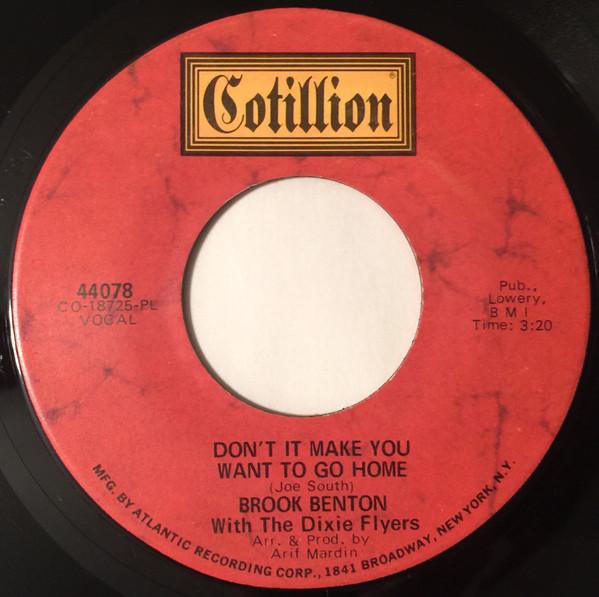 Cotillion
®
44078
CO-18725-PL
VOCAL
Pub.,
Lowery,
B M I
Time: 3:20
DON'T IT MAKE YOU
WANT TO GO HOME
(Joe South)
BROOK BENTON
With The Dixie Flyers
Arr. & Prod. by
Arif Mardin
MFG. BY ATLANTIC RECORDING CORP., 1841 BROADWAY, NEW YORK, N.Y.